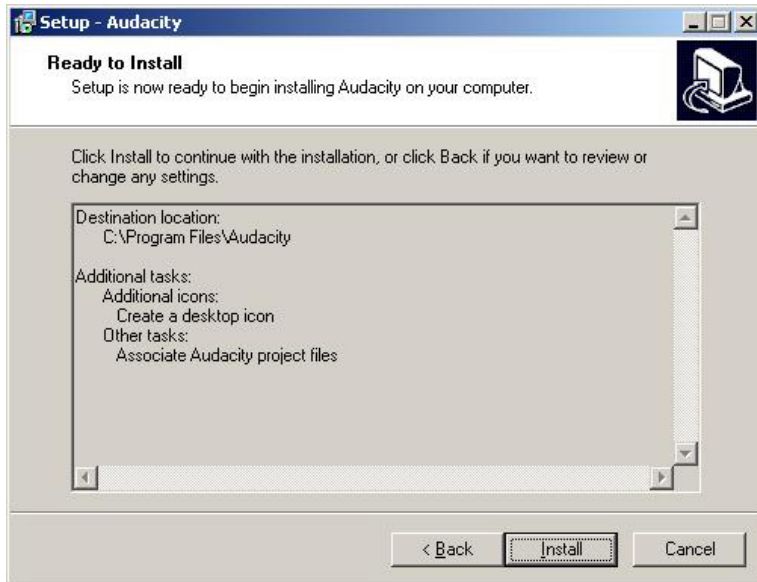 Setup - Audacity
Ready to Install
Setup is now ready to begin installing Audacity on your computer.
Click Install to continue with the installation, or click Back if you want to review or
change any settings.
Destination location:
C:\Program Files\Audacity
Additional tasks:
Additional icons:
Create a desktop icon
Other tasks:
Associate Audacity project files
< Back
Install
Cancel